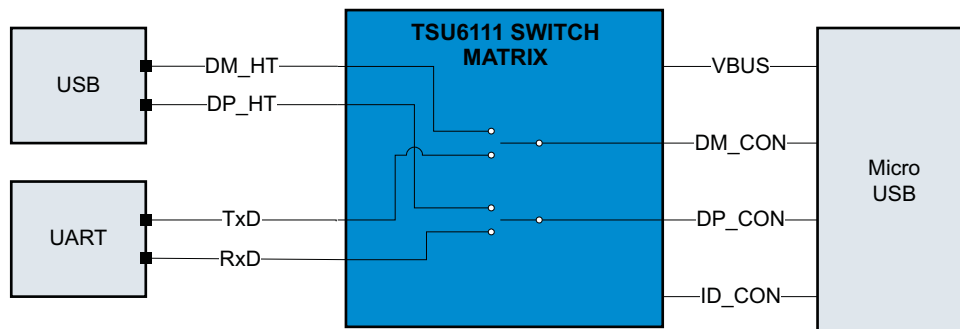 TSU6111 SWITCH
MATRIX
USB
DM_HT
DP_HT
UART
TxD
RxD
VBUS
DM_CON
DP_CON
ID_CON
Micro
USB